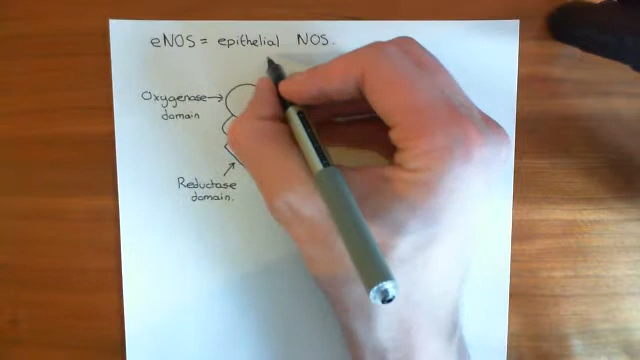 eNOS = epithelial NOS.
Oxygenase
domain
Reductase
domain.